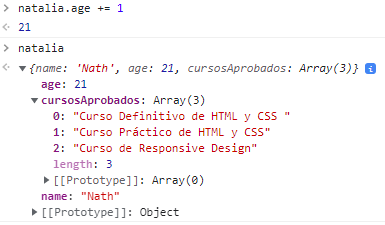 natalia.age += 1
21
natalia
{name: 'Nath', age: 21, cursosAprobados: Array(3)}
age: 21
cursosAprobados: Array(3)
0: "Curso Definitivo de HTML y CSS "
1: "Curso Práctico de HTML y CSS"
2: "Curso de Responsive Design"
length: 3
[[Prototype]]: Array(0)
name: "Nath"
[[Prototype]]: Object